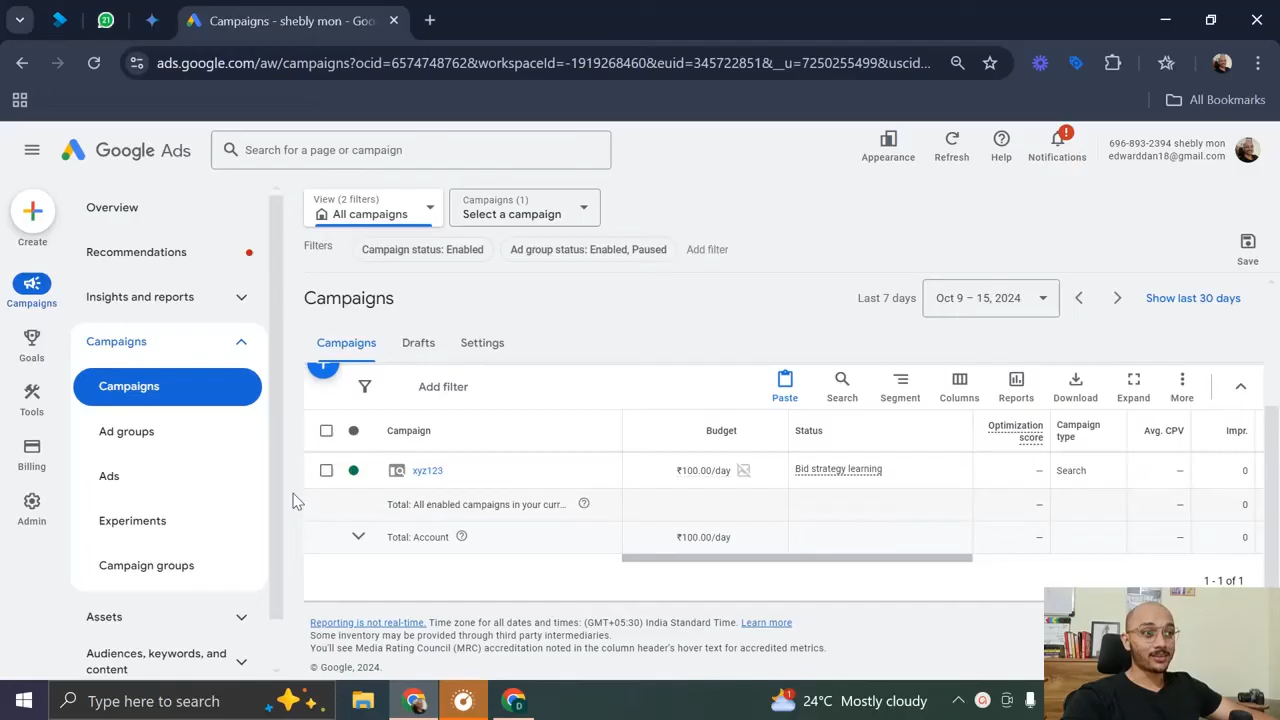 21
Campaigns - shebly mon - Goo
ads.google.com/aw/campaigns?ocid=6574748762&workspaceId=-1919268460&euid=345722851&__u=7250255499&uscid...
All Bookmarks
Google Ads
Search for a page or campaign
Appearance
Refresh
Help
Notifications
696-893-2394 shebly mon
edwarddan18@gmail.com
Create
Campaigns
Goals
Tools
Billing
Admin
Overview
Recommendations
Insights and reports
Campaigns
Campaigns
Ad groups
Ads
Experiments
Campaign groups
Assets
Audiences, keywords, and
content
View (2 filters)
All campaigns
Campaigns (1)
Select a campaign
Filters
Campaign status: Enabled
Ad group status: Enabled, Paused
Add filter
Save
Campaigns
Last 7 days
Oct 9 – 15, 2024
Show last 30 days
Campaigns
Drafts
Settings
Add filter
Paste
Search
Segment
Columns
Reports
Download
Expand
More
Campaign
Budget
Status
Optimization
score
Campaign
type
Avg. CPV
Impr.
xyz123
₹100.00/day
Bid strategy learning
—
Search
—
0
Total: All enabled campaigns in your curr...
—
—
0
Total: Account
₹100.00/day
—
—
0
1 - 1 of 1
Reporting is not real-time. Time zone for all dates and times: (GMT+05:30) India Standard Time. Learn more
Some inventory may be provided through third party intermediaries.
You'll see Media Rating Council (MRC) accreditation noted in the column header's hover text for accredited metrics.
© Google, 2024.
Type here to search
24°C Mostly cloudy